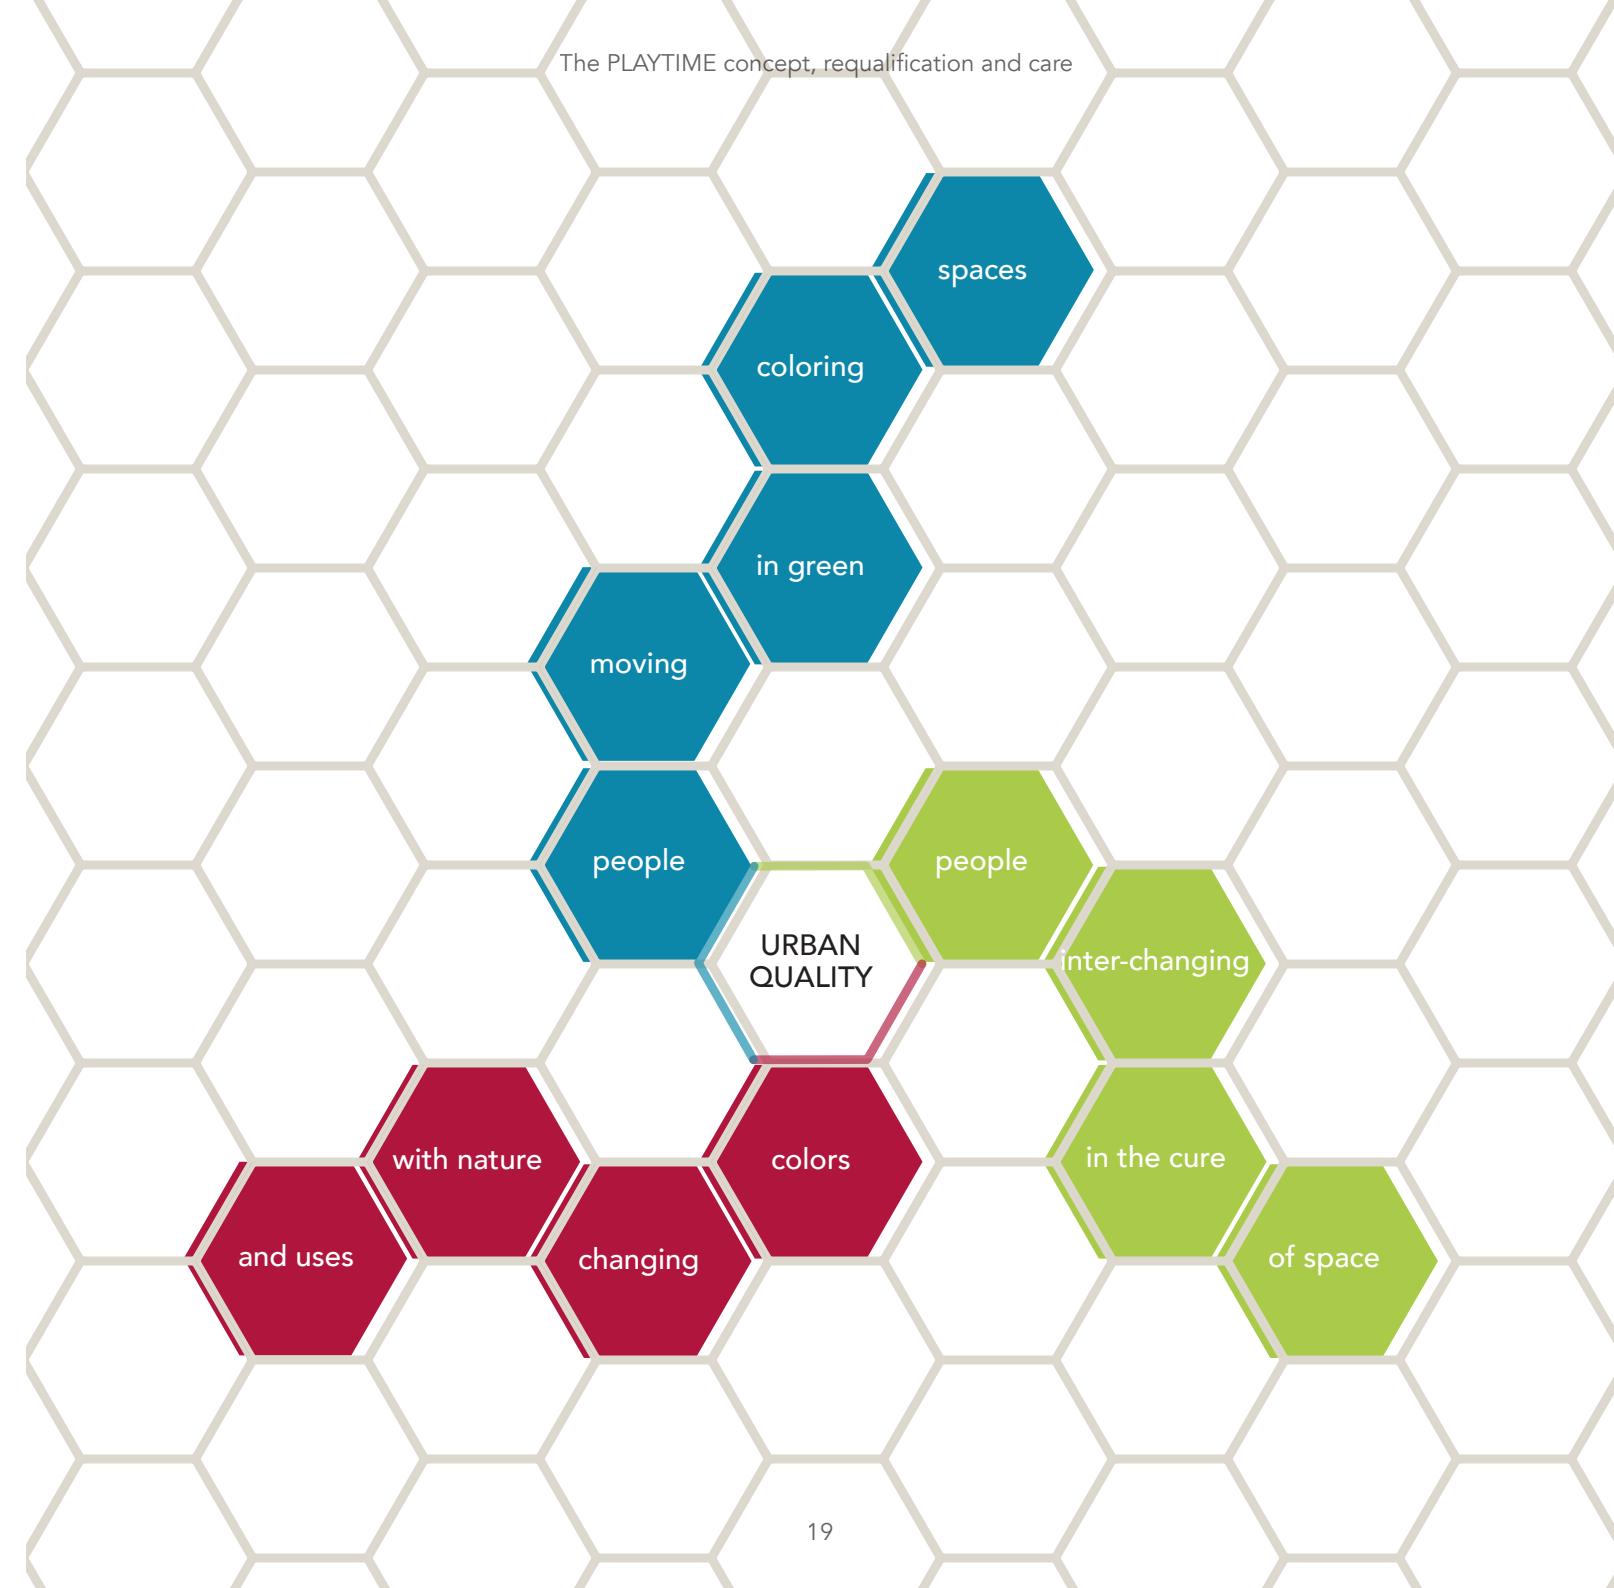 The PLAYTIME concept, requalification and care
spaces
coloring
in green
moving
people
people
URBAN
QUALITY
inter-changing
in the cure
of space
colors
changing
with nature
and uses
19